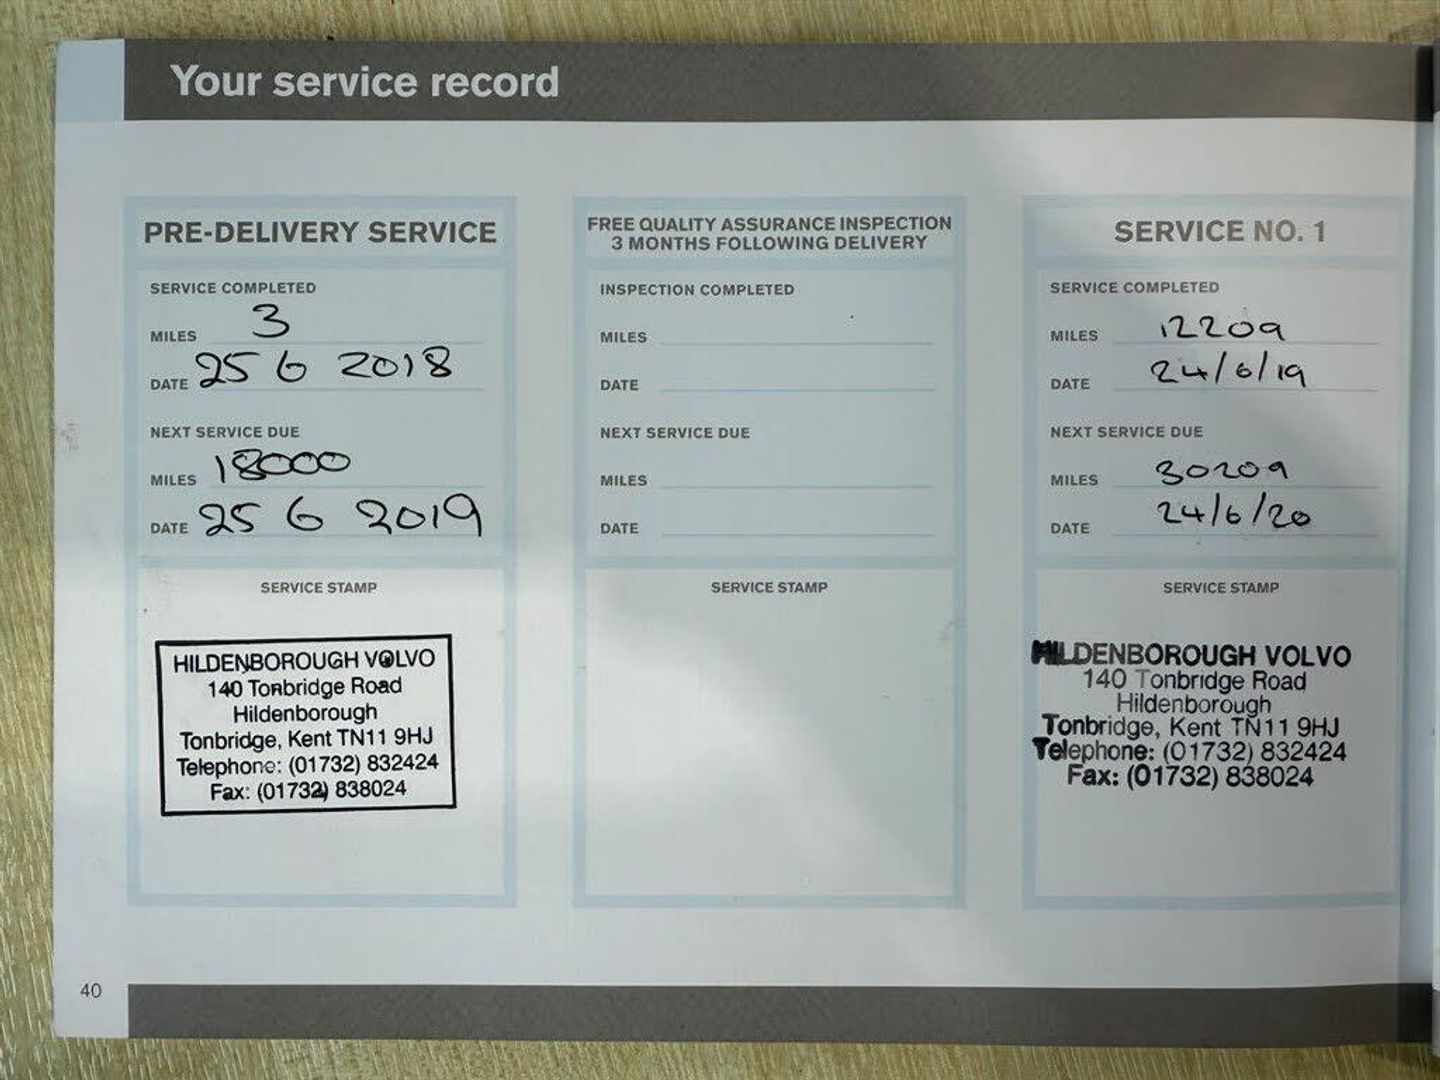 Your service record
PRE-DELIVERY SERVICE
SERVICE COMPLETED
MILES 3
DATE 25 6 2018
NEXT SERVICE DUE
MILES 18000
DATE 25 6 2019
SERVICE STAMP
HILDENBOROUGH VOLVO
140 Tonbridge Road
Hildenborough
Tonbridge, Kent TN11 9HJ
Telephone: (01732) 832424
Fax: (01732) 838024
FREE QUALITY ASSURANCE INSPECTION
3 MONTHS FOLLOWING DELIVERY
INSPECTION COMPLETED
MILES
DATE
NEXT SERVICE DUE
MILES
DATE
SERVICE STAMP
SERVICE NO. 1
SERVICE COMPLETED
MILES 12209
DATE 24/6/19
NEXT SERVICE DUE
MILES 30209
DATE 24/6/20
SERVICE STAMP
HILDENBOROUGH VOLVO
140 Tonbridge Road
Hildenborough
Tonbridge, Kent TN11 9HJ
Telephone: (01732) 832424
Fax: (01732) 838024
40